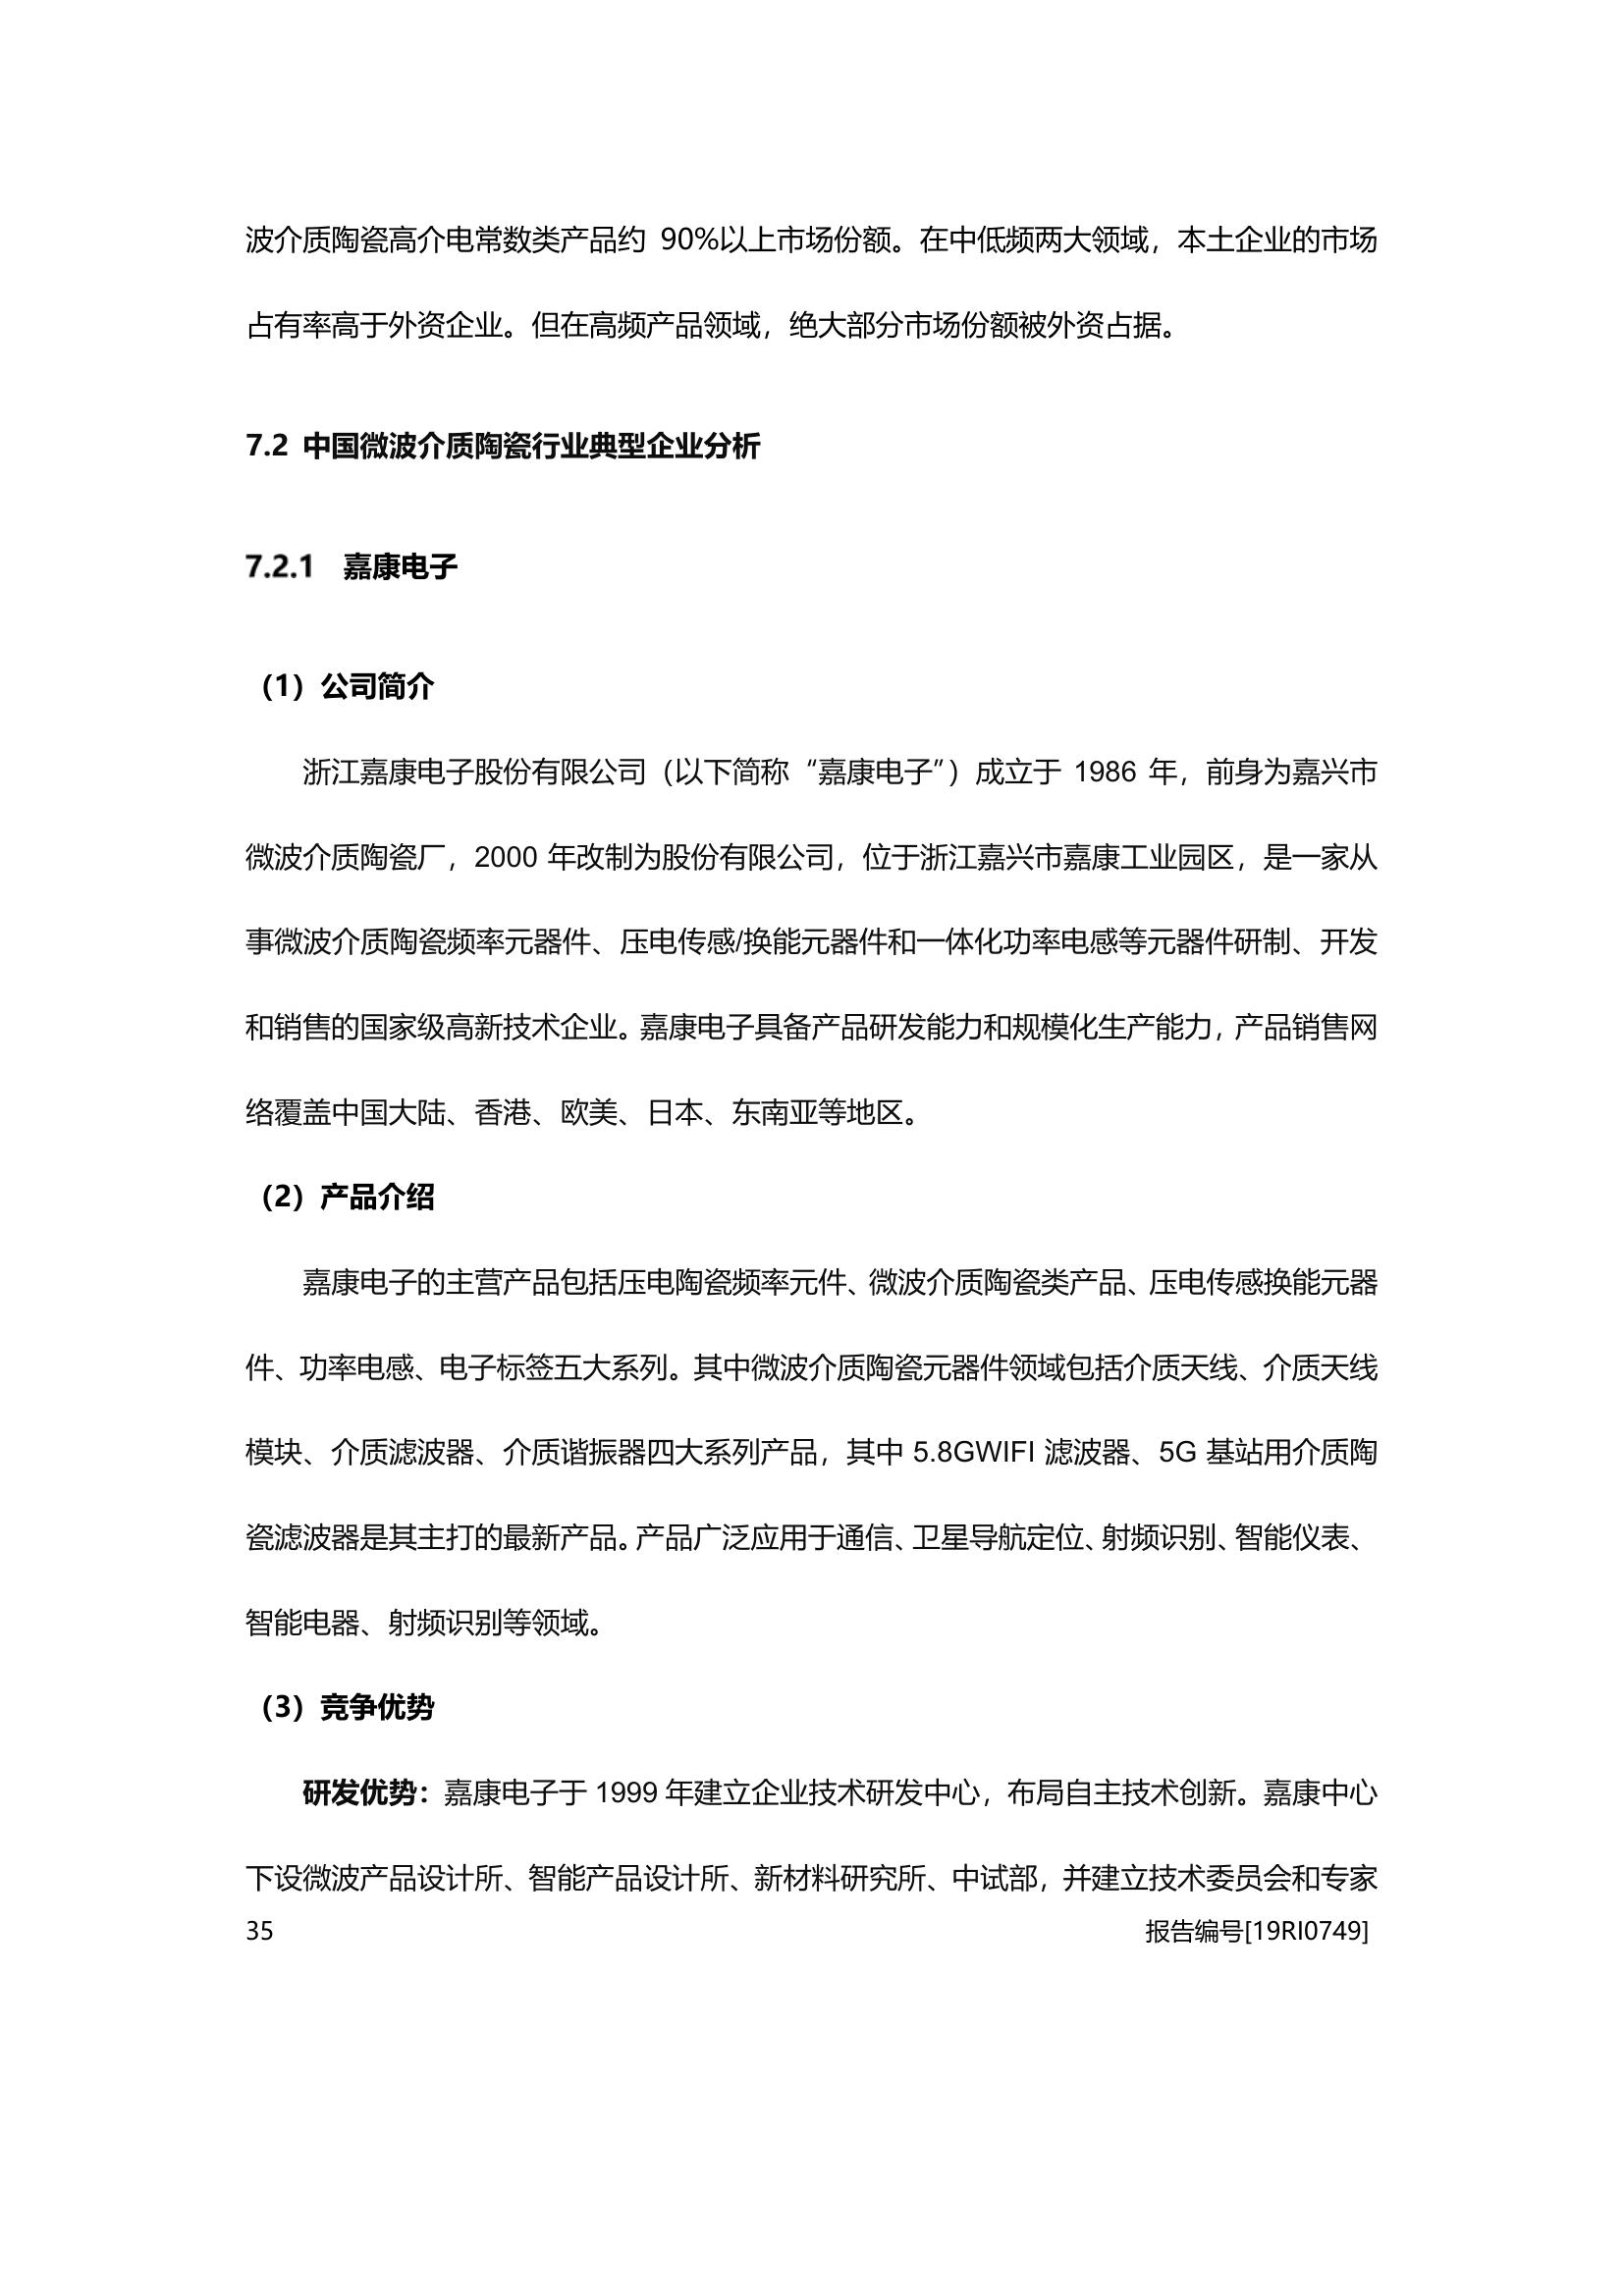 波介质陶瓷高介电常数类产品约 90%以上市场份额。在中低频两大领域，本土企业的市场
占有率高于外资企业。但在高频产品领域，绝大部分市场份额被外资占据。
7.2 中国微波介质陶瓷行业典型企业分析
7.2.1 嘉康电子
（1）公司简介
浙江嘉康电子股份有限公司（以下简称“嘉康电子”）成立于 1986 年，前身为嘉兴市
微波介质陶瓷厂，2000 年改制为股份有限公司，位于浙江嘉兴市嘉康工业园区，是一家从
事微波介质陶瓷频率元器件、压电传感/换能元器件和一体化功率电感等元器件研制、开发
和销售的国家级高新技术企业。嘉康电子具备产品研发能力和规模化生产能力，产品销售网
络覆盖中国大陆、香港、欧美、日本、东南亚等地区。
（2）产品介绍
嘉康电子的主营产品包括压电陶瓷频率元件、微波介质陶瓷类产品、压电传感换能元器
件、功率电感、电子标签五大系列。其中微波介质陶瓷元器件领域包括介质天线、介质天线
模块、介质滤波器、介质谐振器四大系列产品，其中 5.8GWIFI 滤波器、5G 基站用介质陶
瓷滤波器是其主打的最新产品。产品广泛应用于通信、卫星导航定位、射频识别、智能仪表、
智能电器、射频识别等领域。
（3）竞争优势
研发优势：嘉康电子于 1999 年建立企业技术研发中心，布局自主技术创新。嘉康中心
下设微波产品设计所、智能产品设计所、新材料研究所、中试部，并建立技术委员会和专家
35 报告编号[19RI0749]